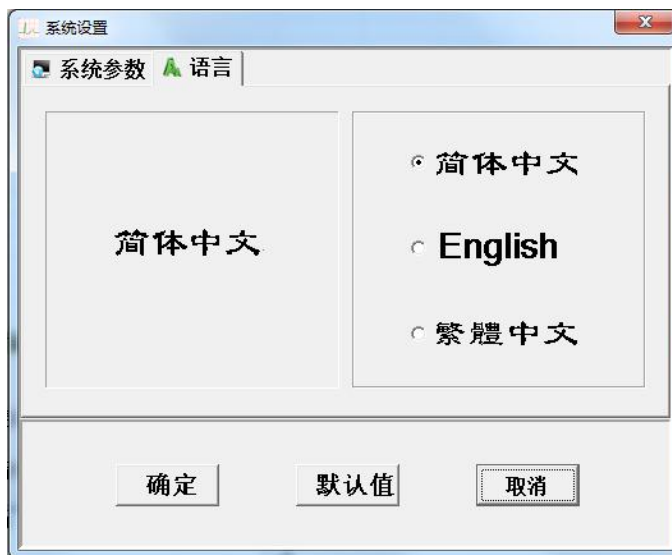 系统设置
系统参数 语言
简体中文
简体中文
English
繁體中文
确定 默认值 取消